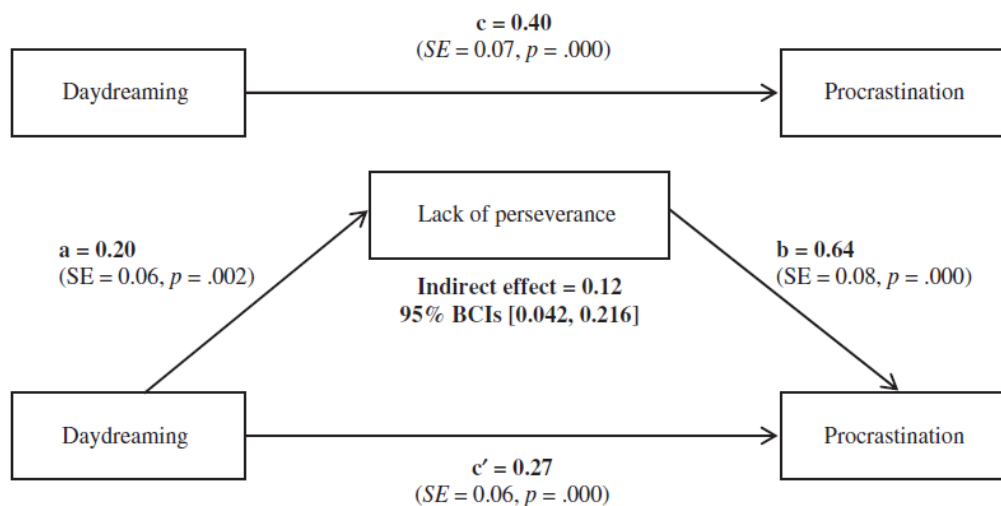 c = 0.40
(SE = 0.07, p = .000)
Daydreaming
Procrastination
Lack of perseverance
a = 0.20
(SE = 0.06, p = .002)
b = 0.64
(SE = 0.08, p = .000)
Indirect effect = 0.12
95% BCIs [0.042, 0.216]
Daydreaming
Procrastination
c′ = 0.27
(SE = 0.06, p = .000)